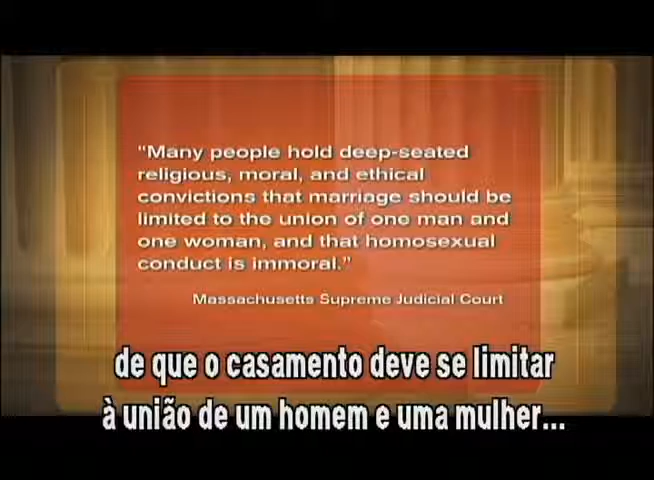 "Many people hold deep-seated
religious, moral, and ethical
convictions that marriage should be
limited to the union of one man and
one woman, and that homosexual
conduct is immoral."
Massachusetts Supreme Judicial Court
de que o casamento deve se limitar
à união de um homem e uma mulher...